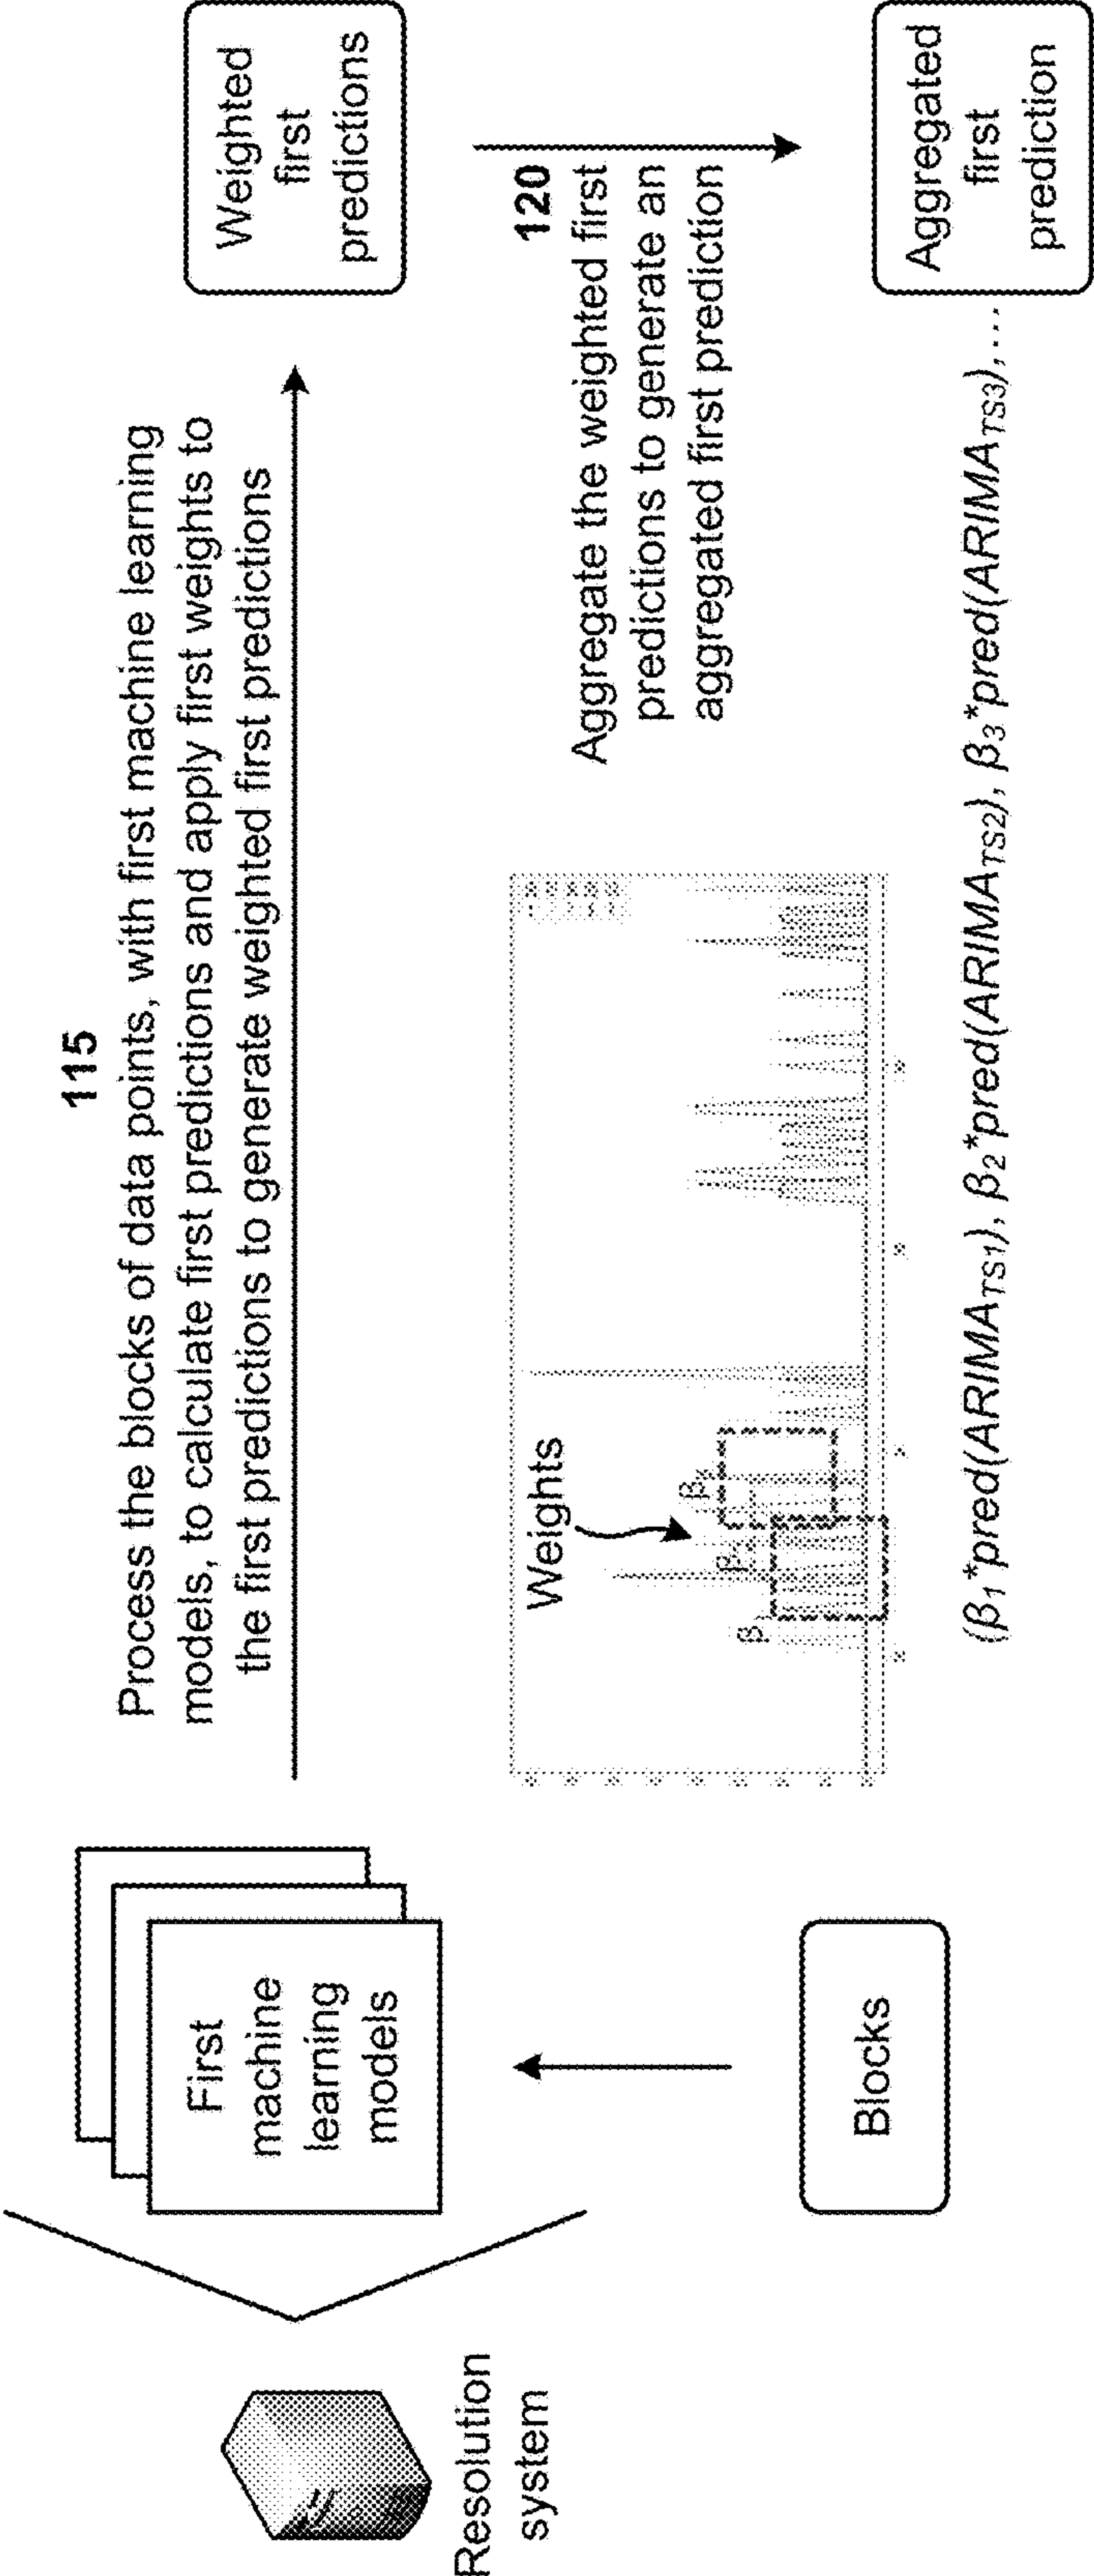 115
Process the blocks of data points, with first machine learning
models, to calculate first predictions and apply first weights to
the first predictions to generate weighted first predictions
Resolution
system
First
machine
learning
models
Blocks
Weighted
first
predictions
120
Aggregate the weighted first
predictions to generate an
aggregated first prediction
Weights
β
β
β
Aggregated
first
prediction
(β1*pred(ARIMATS1), β2*pred(ARIMATS2), β3*pred(ARIMATS3),...